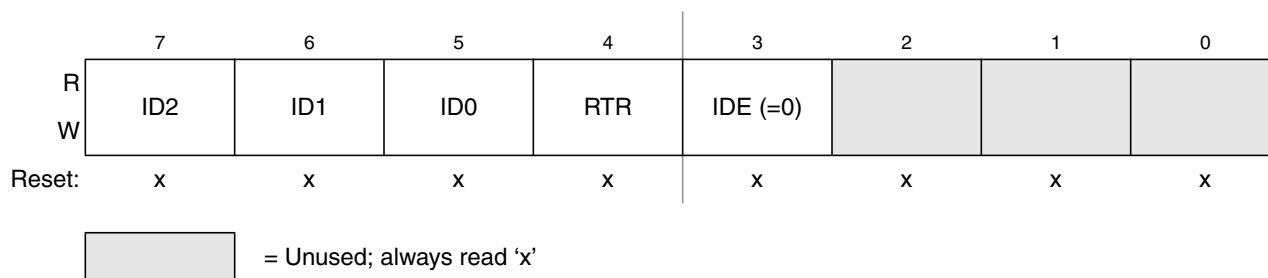 7 6 5 4 3 2 1 0
R
ID2 ID1 ID0 RTR IDE (=0)
W
Reset: x x x x x x x x
= Unused; always read ‘x’